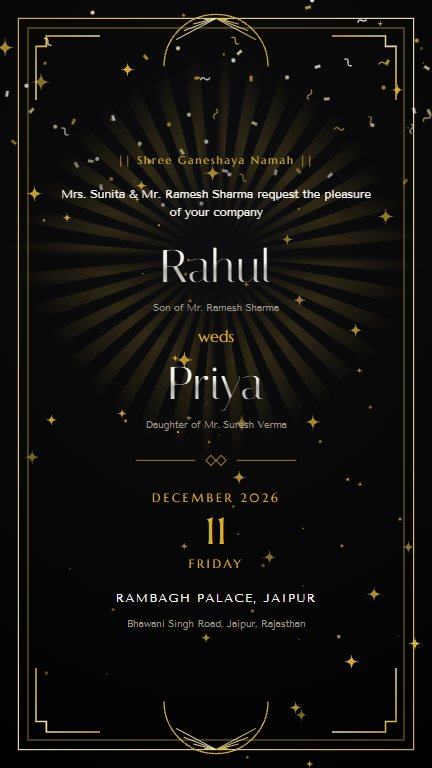 || Shree Ganeshaya Namah ||
Mrs. Sunita & Mr. Ramesh Sharma request the pleasure
of your company
Rahul
Son of Mr. Ramesh Sharma
weds
Priya
Daughter of Mr. Suresh Verma
DECEMBER 2026
11
FRIDAY
RAMBAGH PALACE, JAIPUR
Bhawani Singh Road, Jaipur, Rajasthan